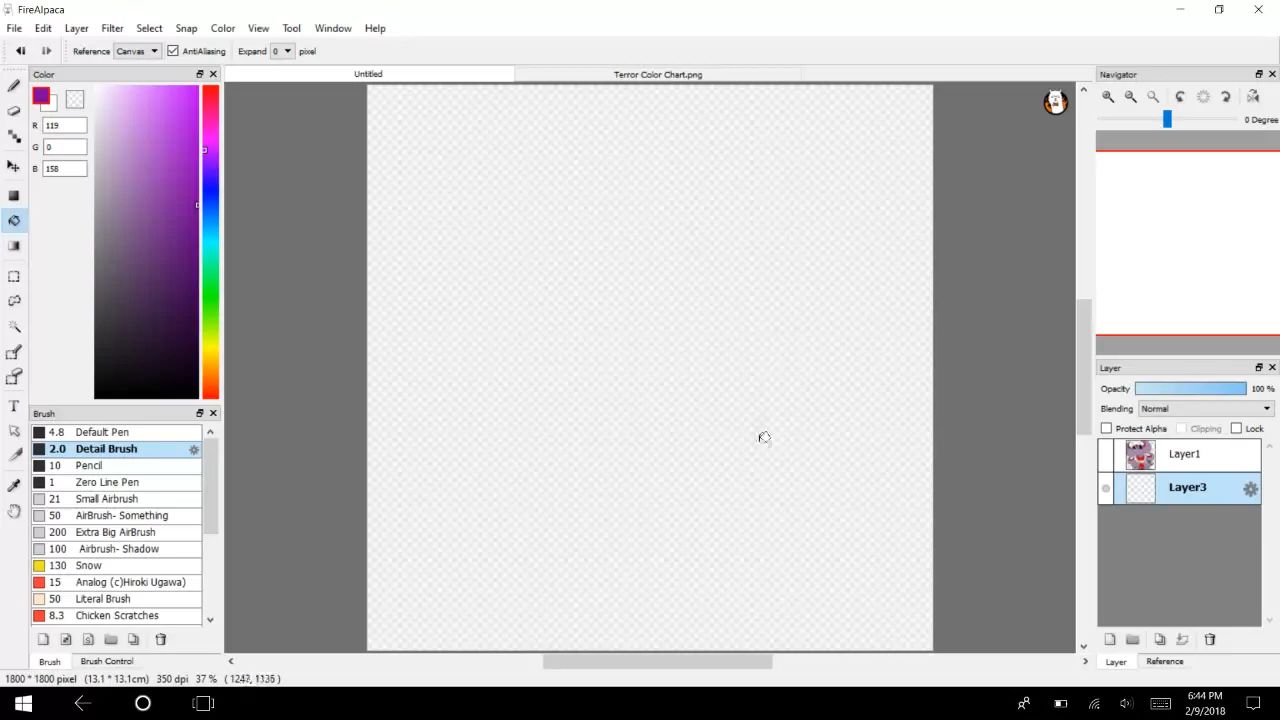 FireAlpaca
File Edit Layer Filter Select Snap Color View Tool Window Help
Reference Canvas AntiAliasing Expand 0 pixel
Color Untitled Terror Color Chart.png Navigator
R 119
G 0
B 158
0 Degree
Layer
Opacity 100 %
Blending Normal
Protect Alpha Clipping Lock
Layer1
Layer3
Brush
4.8 Default Pen
2.0 Detail Brush
10 Pencil
1 Zero Line Pen
21 Small Airbrush
50 AirBrush- Something
200 Extra Big AirBrush
100 Airbrush- Shadow
130 Snow
15 Analog (c)Hiroki Ugawa)
50 Literal Brush
8.3 Chicken Scratches
Brush Brush Control
Layer Reference
1800 * 1800 pixel (13.1 * 13.1cm) 350 dpi 37 %
6:44 PM
2/9/2018